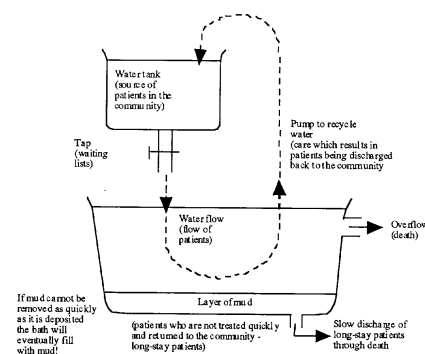 Water tank
(source of
patients in the
community)
Tap
(waiting
lists)
Pump to recycle
water
(care which results in
patients being discharged
back to the community
Water flow
(flow of
patients)
Overflow
(death)
Layer of mud
If mud cannot be
removed as quickly
as it is deposited
the bath will
eventually fill
with mud!
(patients who are not treated quickly
and returned to the community -
long-stay patients)
Slow discharge of
long-stay patients
through death